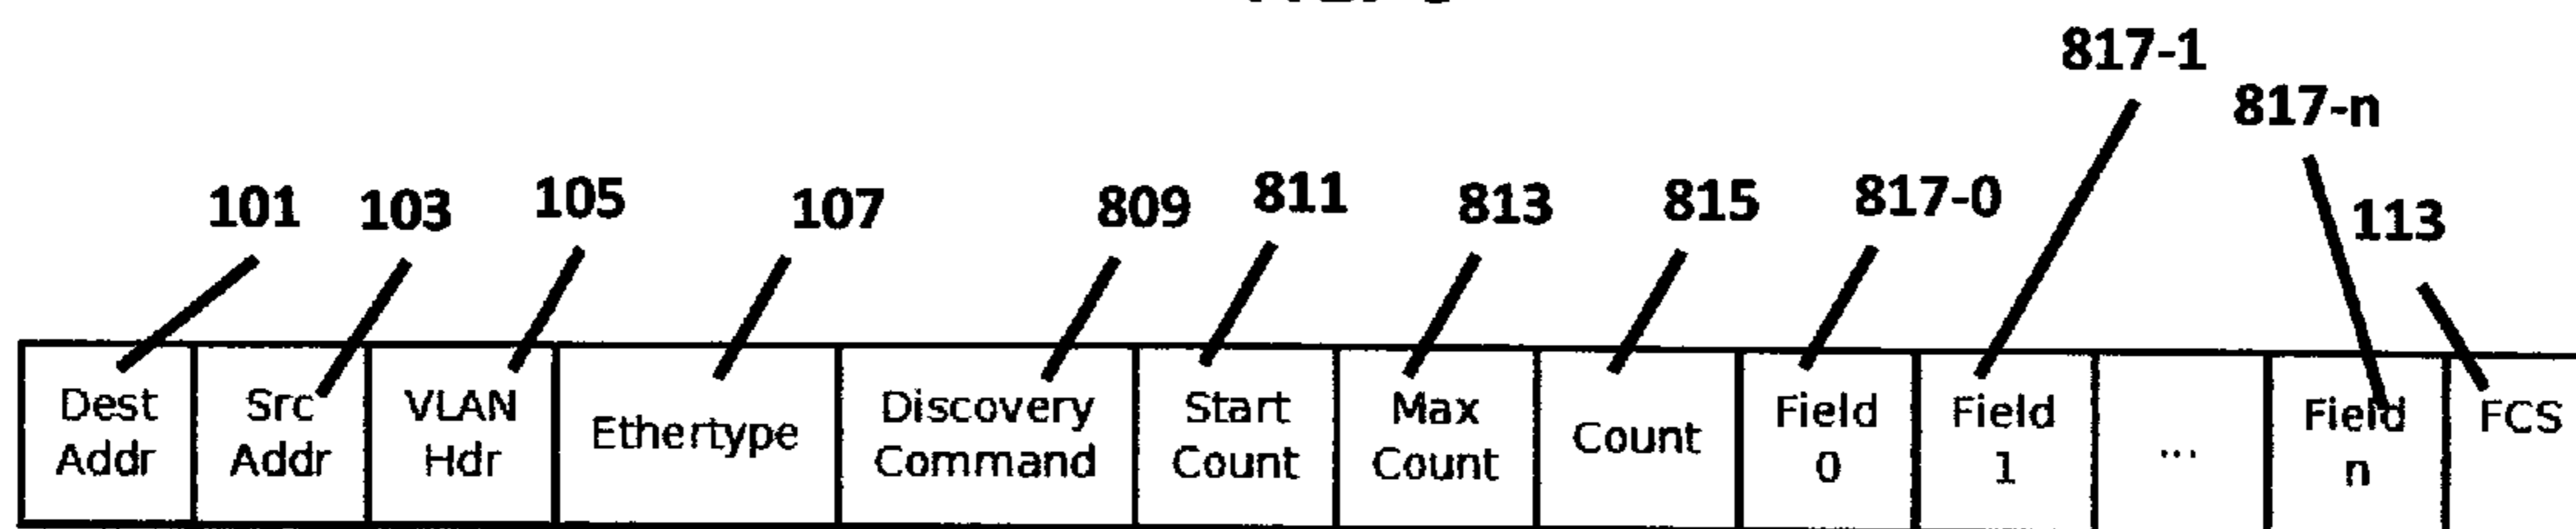 817-1
817-n
101 103 105 107 809 811 813 815 817-0 113
Dest Addr
Src Addr
VLAN Hdr
Ethertype
Discovery Command
Start Count
Max Count
Count
Field 0
Field 1
...
Field n
FCS